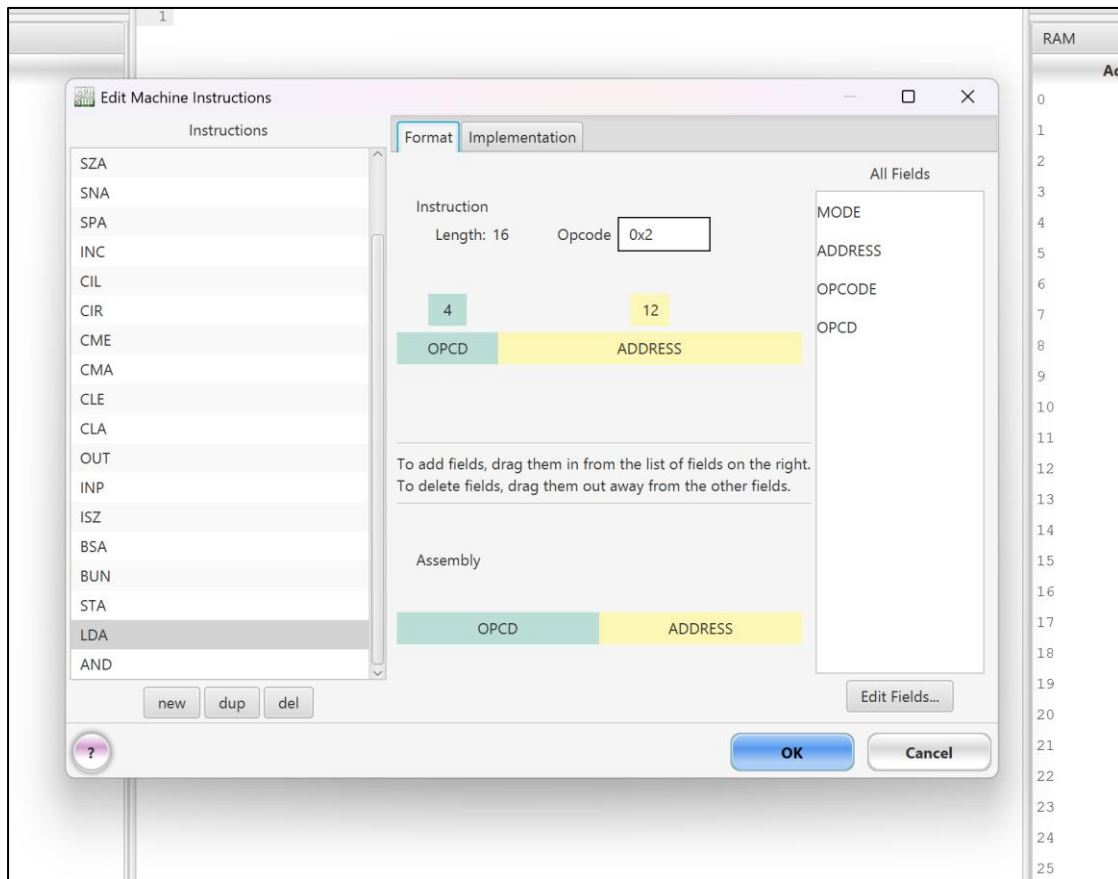 1
RAM
Ad
Edit Machine Instructions
Instructions
SZA
SNA
SPA
INC
CIL
CIR
CME
CMA
CLE
CLA
OUT
INP
ISZ
BSA
BUN
STA
LDA
AND
new dup del
Format Implementation
Instruction
Length: 16 Opcode 0x2
4 12
OPCD ADDRESS
To add fields, drag them in from the list of fields on the right.
To delete fields, drag them out away from the other fields.
Assembly
OPCD ADDRESS
All Fields
MODE
ADDRESS
OPCODE
OPCD
Edit Fields...
?
OK Cancel
0
1
2
3
4
5
6
7
8
9
10
11
12
13
14
15
16
17
18
19
20
21
22
23
24
25